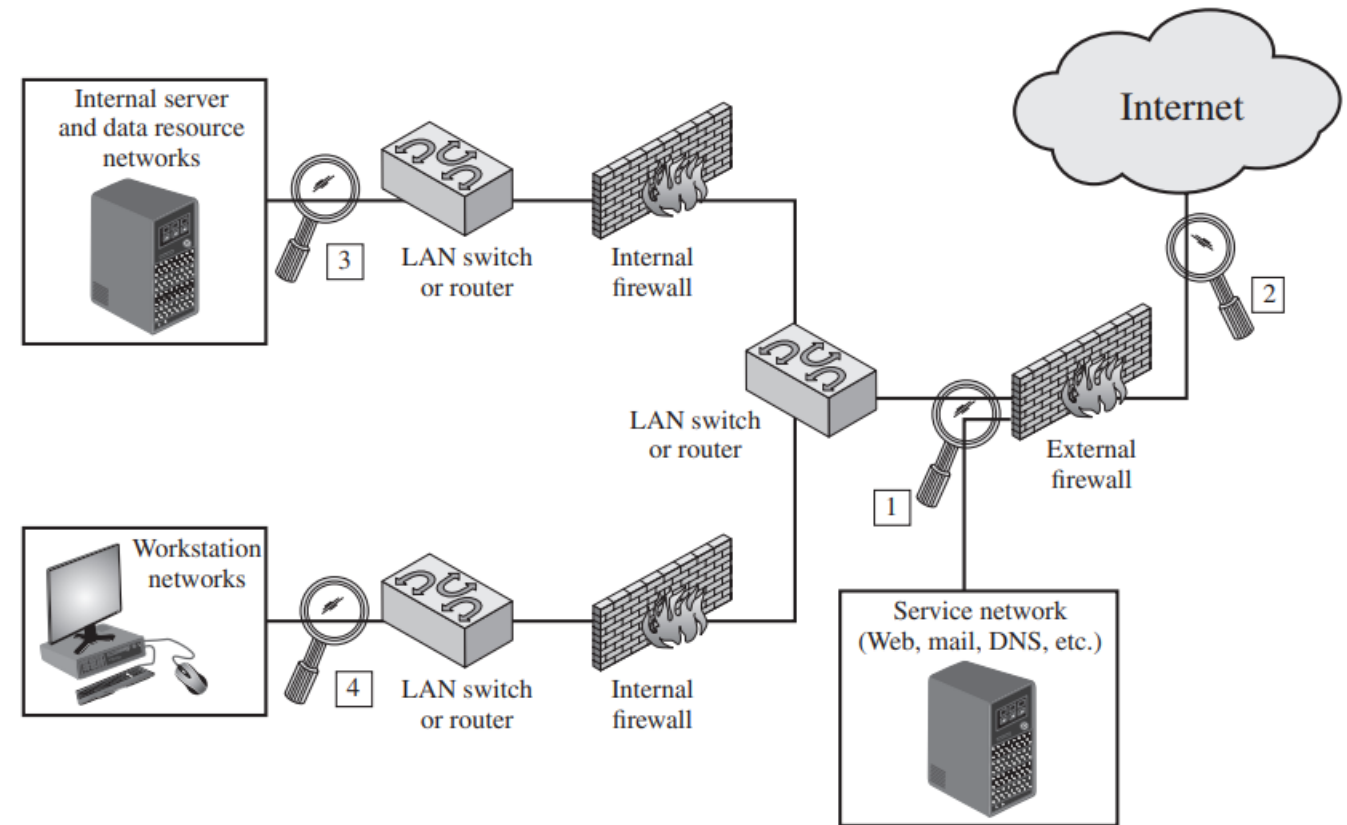 Internal server
and data resource
networks
3
LAN switch
or router
Internal
firewall
Internet
2
LAN switch
or router
1
External
firewall
Workstation
networks
4
LAN switch
or router
Internal
firewall
Service network
(Web, mail, DNS, etc.)